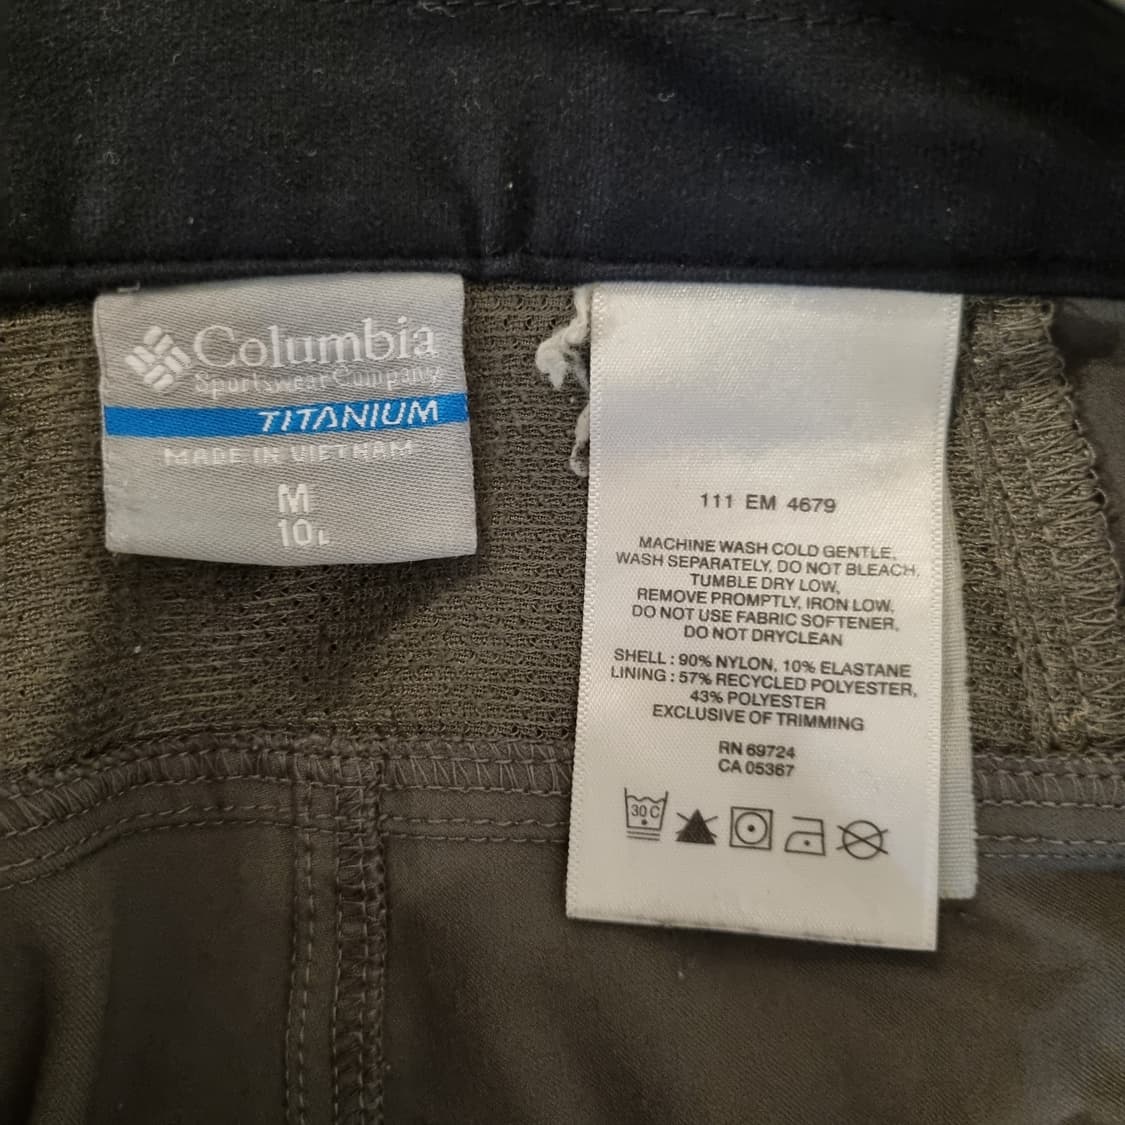 Columbia
Sportswear Company
TITANIUM
MADE IN VIETNAM
M
10L
111 EM 4679
MACHINE WASH COLD GENTLE,
WASH SEPARATELY, DO NOT BLEACH,
TUMBLE DRY LOW,
REMOVE PROMPTLY, IRON LOW,
DO NOT USE FABRIC SOFTENER,
DO NOT DRYCLEAN
SHELL : 90% NYLON, 10% ELASTANE
LINING : 57% RECYCLED POLYESTER,
43% POLYESTER
EXCLUSIVE OF TRIMMING
RN 69724
CA 05367
30 C